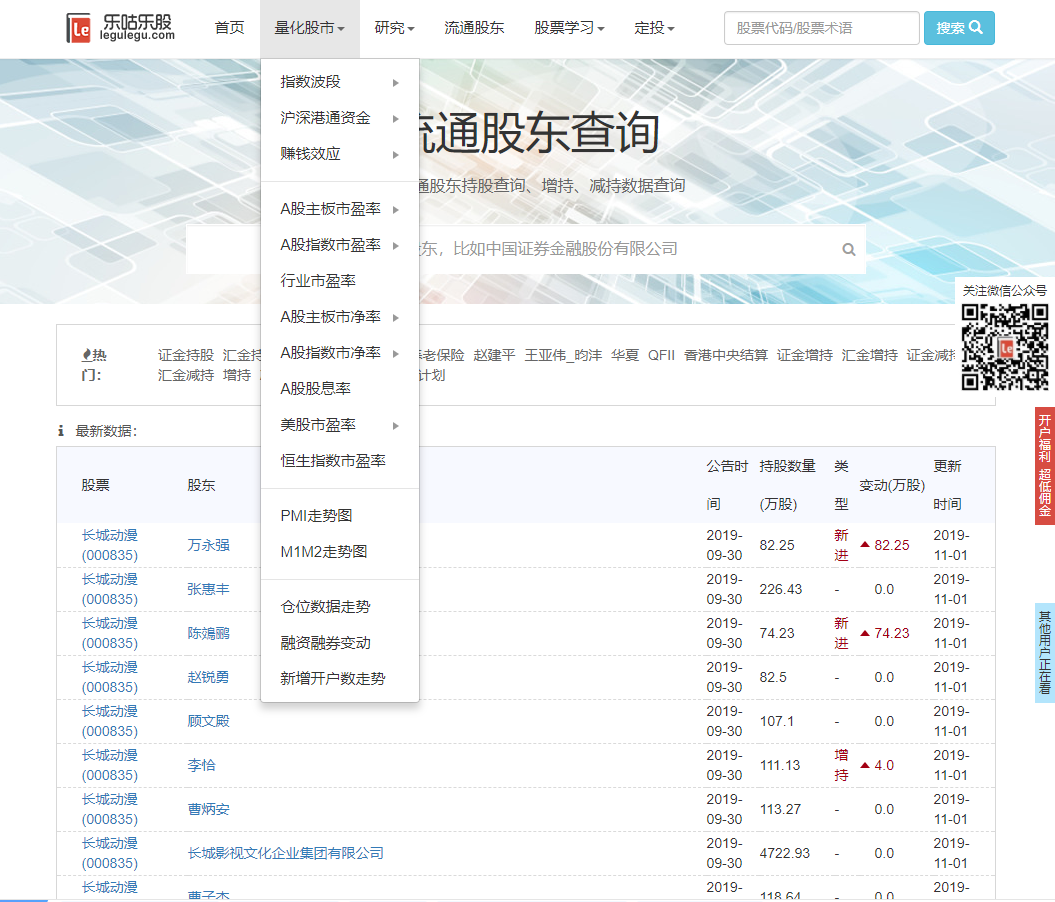 乐咕乐股
legulegu.com
首页 量化股市 研究 流通股东 股票学习 定投 股票代码/股票术语 搜索
指数波段
沪深港通资金
赚钱效应
A股主板市盈率
A股指数市盈率
行业市盈率
A股主板市净率
A股指数市净率
A股股息率
美股市盈率
恒生指数市盈率
PMI走势图
M1M2走势图
仓位数据走势
融资融券变动
新增开户数走势
流通股东查询
通股东持股查询、增持、减持数据查询
股东，比如中国证券金融股份有限公司
关注微信公众号
热门：
证金持股 汇金持 养老保险 赵建平 王亚伟_昀沣 华夏 QFII 香港中央结算 证金增持 汇金增持 证金减持
汇金减持 增持 计划
开户福利 超低佣金
其他用户正在看
最新数据：
股票 股东 公告时间 持股数量(万股) 类型 变动(万股) 更新时间
长城动漫(000835) 万永强 2019-09-30 82.25 新进 82.25 2019-11-01
长城动漫(000835) 张惠丰 2019-09-30 226.43 - 0.0 2019-11-01
长城动漫(000835) 陈鴻鹏 2019-09-30 74.23 新进 74.23 2019-11-01
长城动漫(000835) 赵锐勇 2019-09-30 82.5 - 0.0 2019-11-01
长城动漫(000835) 顾文殿 2019-09-30 107.1 - 0.0 2019-11-01
长城动漫(000835) 李恰 2019-09-30 111.13 增持 4.0 2019-11-01
长城动漫(000835) 曹炳安 2019-09-30 113.27 - 0.0 2019-11-01
长城动漫(000835) 长城影视文化企业集团有限公司 2019-09-30 4722.93 - 0.0 2019-11-01
长城动漫 曹子杰 2019- 118.64 - 0.0 2019-